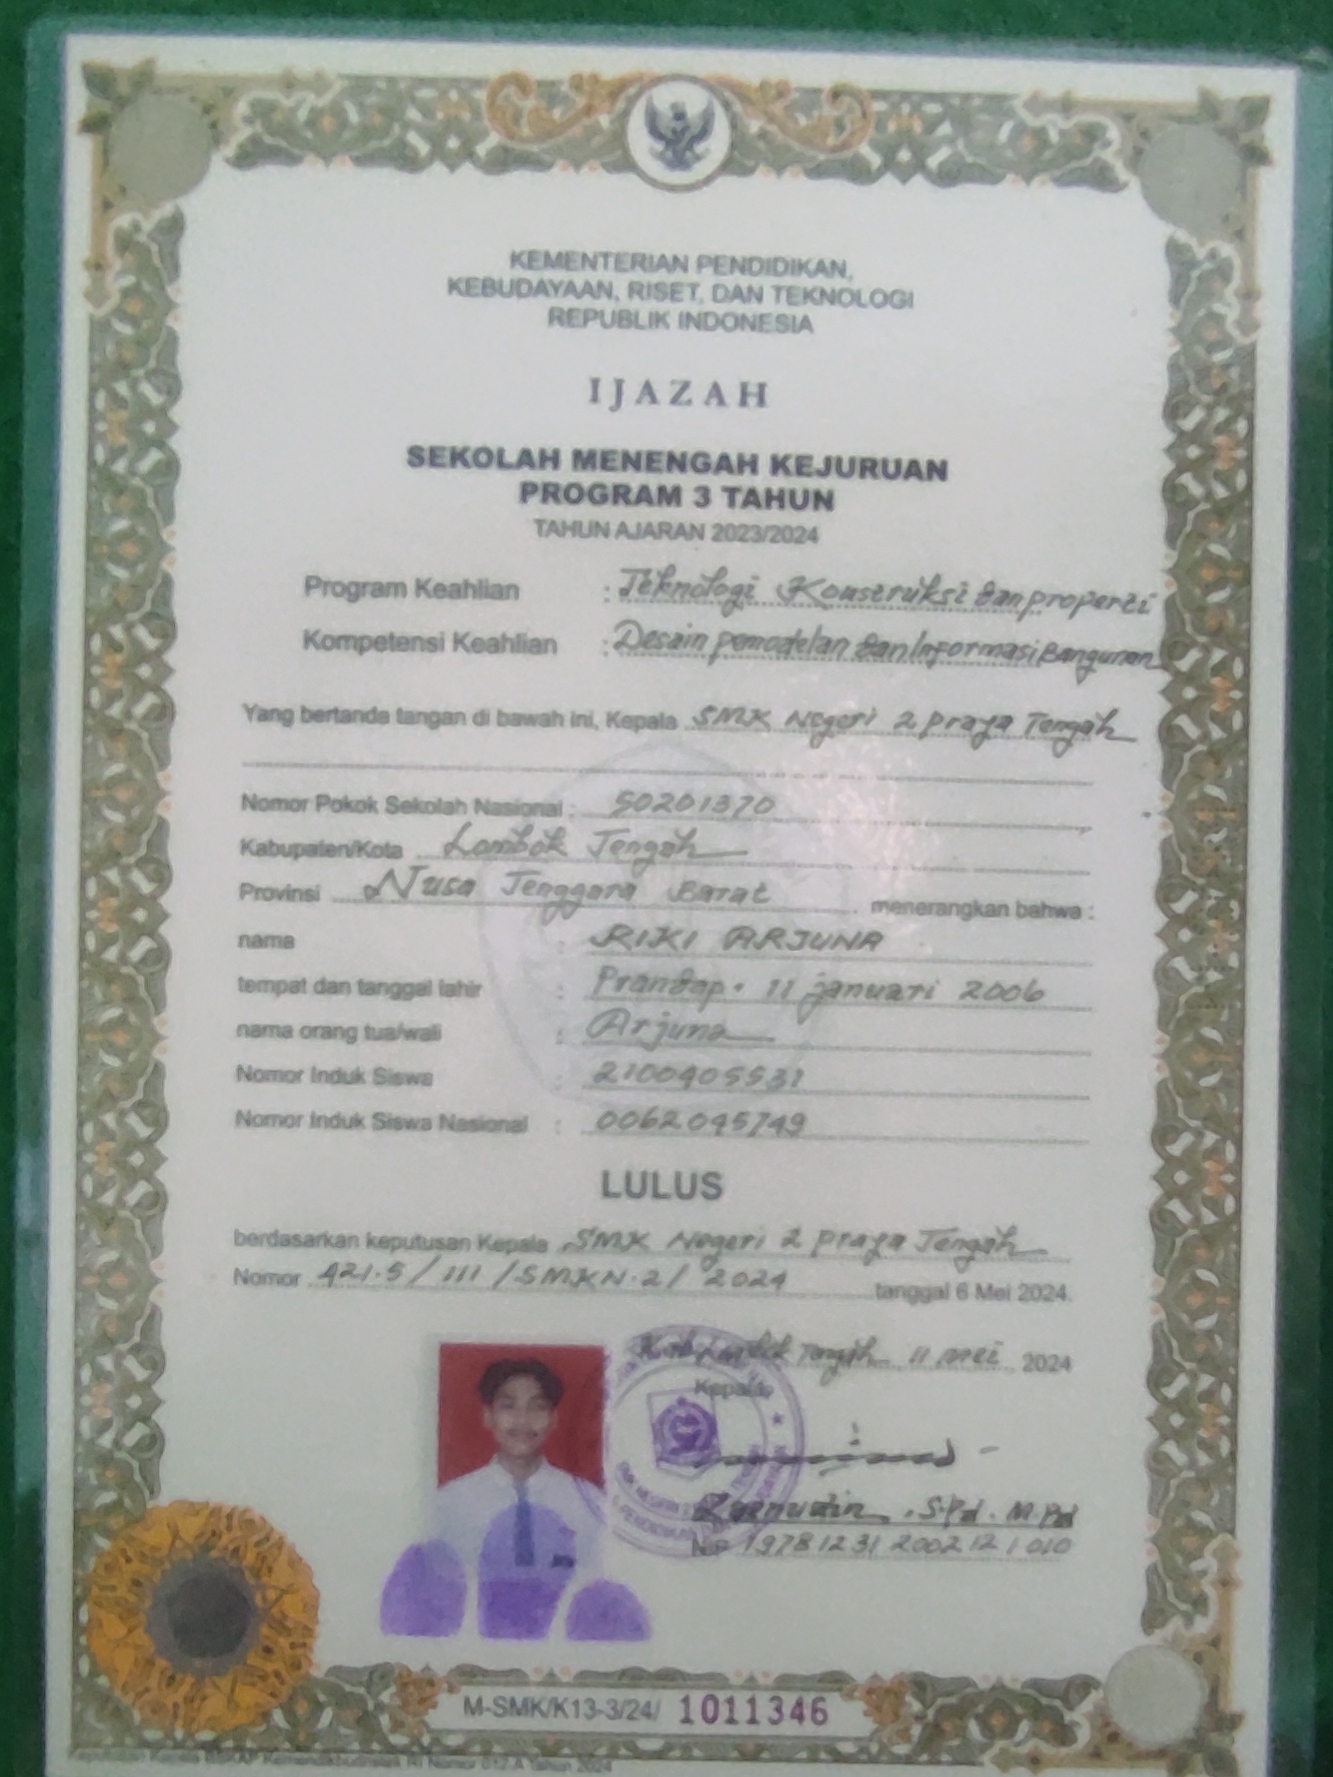 KEMENTERIAN PENDIDIKAN,
KEBUDAYAAN, RISET, DAN TEKNOLOGI
REPUBLIK INDONESIA
IJAZAH
SEKOLAH MENENGAH KEJURUAN
PROGRAM 3 TAHUN
TAHUN AJARAN 2023/2024
Program Keahlian : Teknologi Konstruksi dan properti
Kompetensi Keahlian : Desain pemodelan dan Informasi Bangunan
Yang bertanda tangan di bawah ini, Kepala SMK Negeri 2 Praya Tengah
Nomor Pokok Sekolah Nasional : 50201370
Kabupaten/Kota Lombok Tengah
Provinsi Nusa Tenggara Barat menerangkan bahwa :
nama : RIKI ARJUNA
tempat dan tanggal lahir : Prandap. 11 januari 2006
nama orang tua/wali : Arjuna
Nomor Induk Siswa : 2100405531
Nomor Induk Siswa Nasional : 0062045749
LULUS
berdasarkan keputusan Kepala SMK Negeri 2 Praya Tengah
Nomor 421.5/ III /SMKN.2/ 2024 tanggal 6 Mei 2024.
Tengah 11 mei 2024
Kepala,
S.Pd. M.Pd
NIP 19781231 200212 1 010
M-SMK/K13-3/24/ 1011346